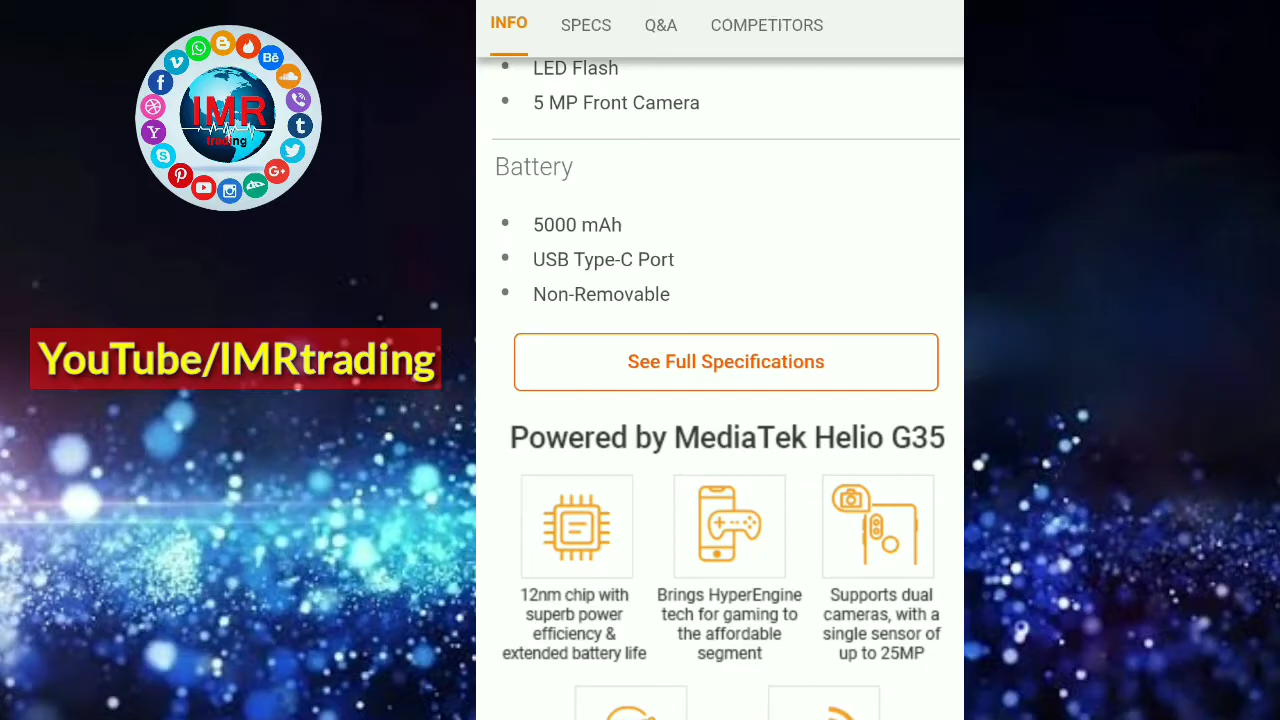 INFO SPECS Q&A COMPETITORS
LED Flash
5 MP Front Camera
Battery
5000 mAh
USB Type-C Port
Non-Removable
See Full Specifications
Powered by MediaTek Helio G35
12nm chip with
superb power
efficiency &
extended battery life
Brings HyperEngine
tech for gaming to
the affordable
segment
Supports dual
cameras, with a
single sensor of
up to 25MP
IMR
trading
YouTube/IMRtrading